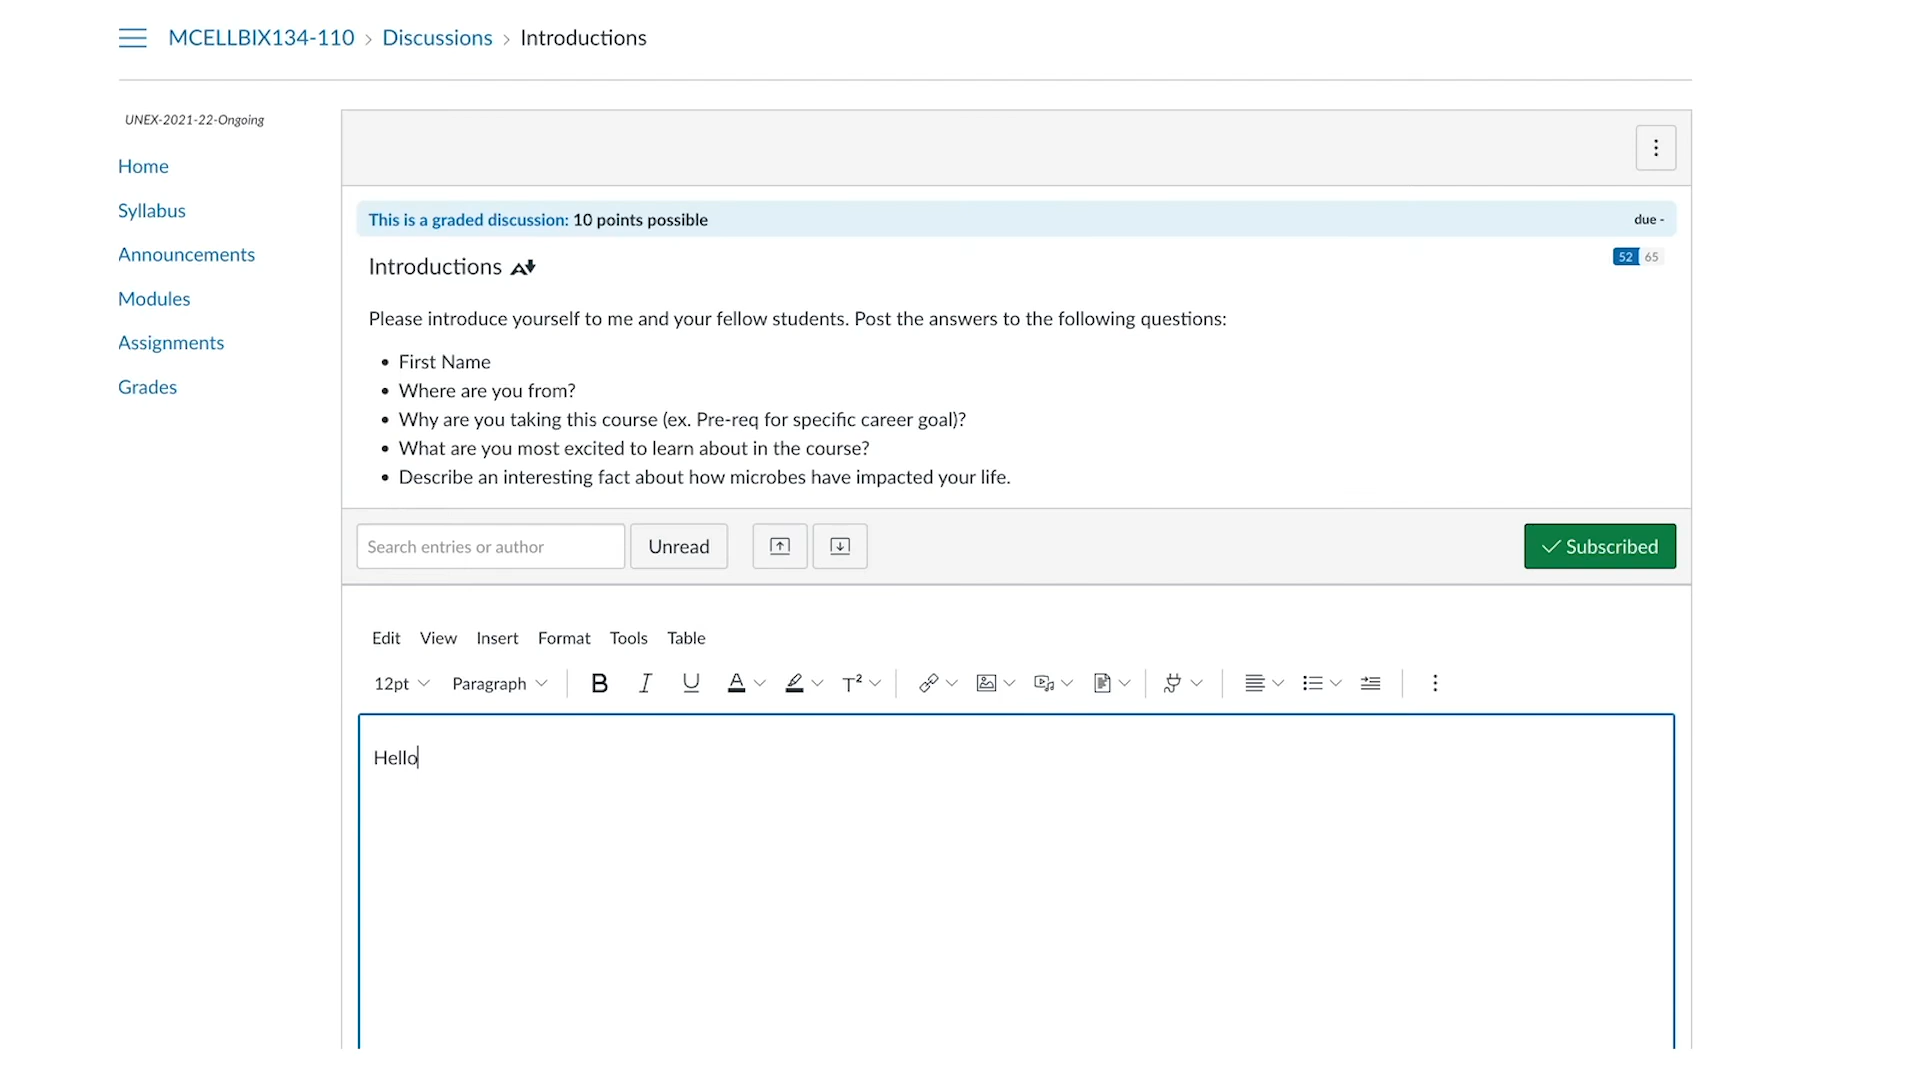 MCELLBIX134-110 › Discussions › Introductions
UNEX-2021-22-Ongoing
Home
Syllabus
Announcements
Modules
Assignments
Grades
This is a graded discussion: 10 points possible
due -
52 65
Introductions
Please introduce yourself to me and your fellow students. Post the answers to the following questions:
• First Name
• Where are you from?
• Why are you taking this course (ex. Pre-req for specific career goal)?
• What are you most excited to learn about in the course?
• Describe an interesting fact about how microbes have impacted your life.
Search entries or author Unread Subscribed
Edit View Insert Format Tools Table
12pt Paragraph B I U A T²
Hello